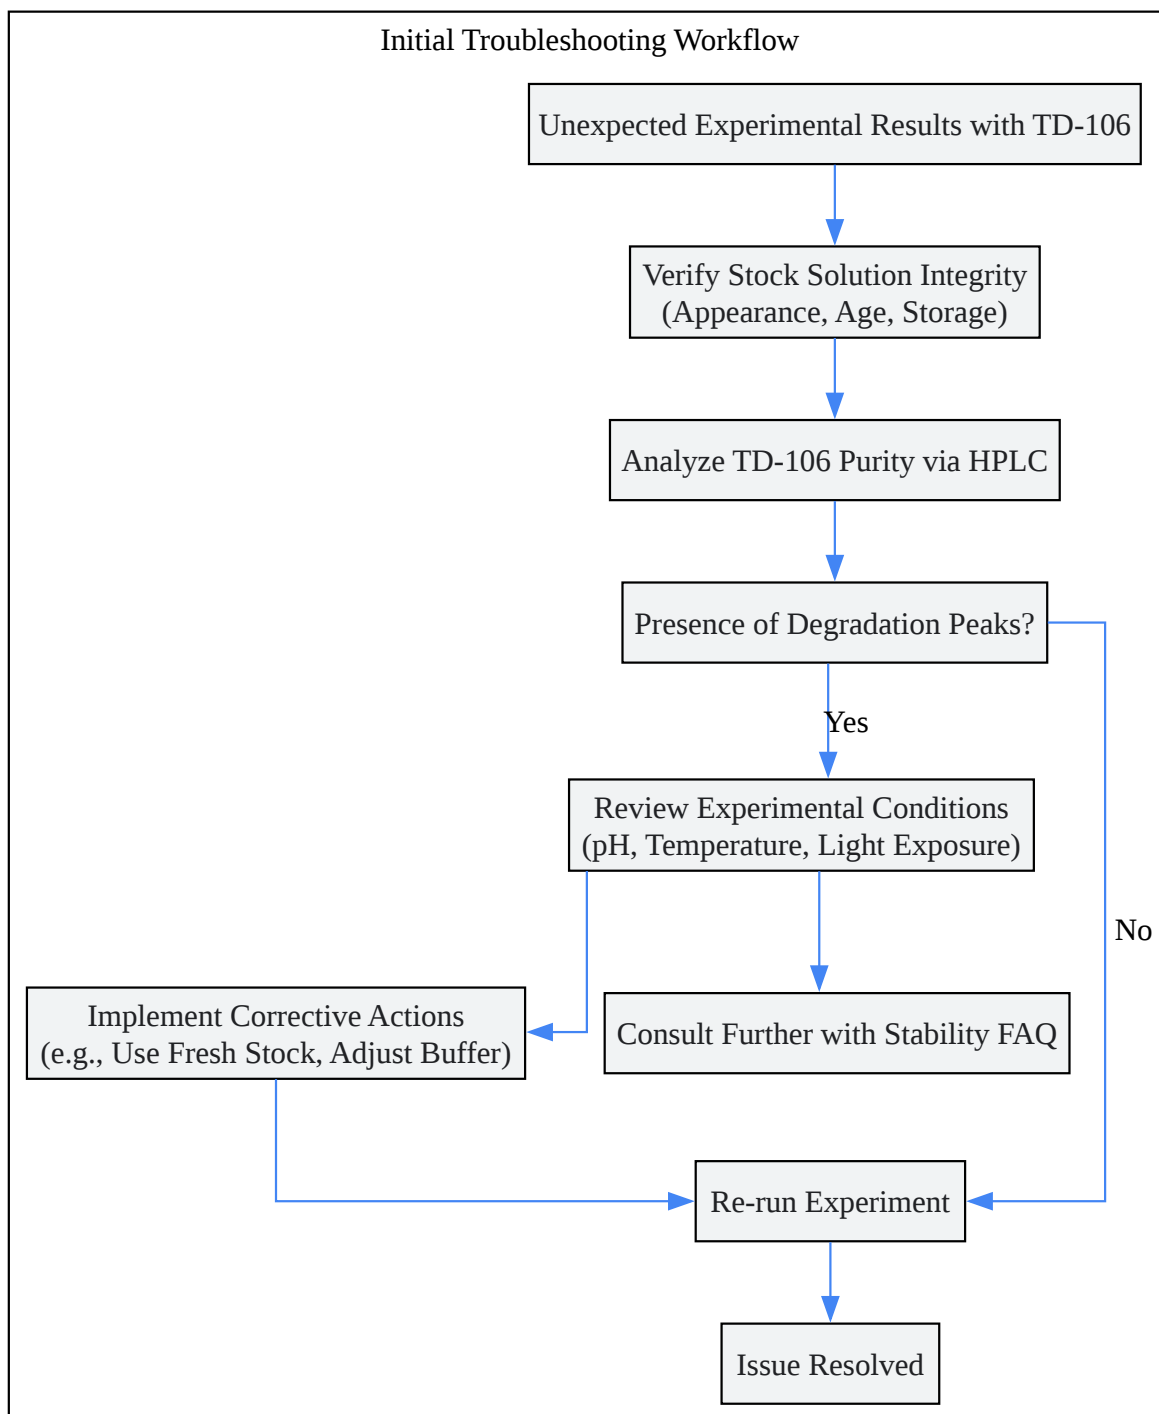 Initial Troubleshooting Workflow
Unexpected Experimental Results with TD-106
Verify Stock Solution Integrity
(Appearance, Age, Storage)
Analyze TD-106 Purity via HPLC
Presence of Degradation Peaks?
Yes
Review Experimental Conditions
(pH, Temperature, Light Exposure)
No
Implement Corrective Actions
(e.g., Use Fresh Stock, Adjust Buffer)
Consult Further with Stability FAQ
Re-run Experiment
Issue Resolved